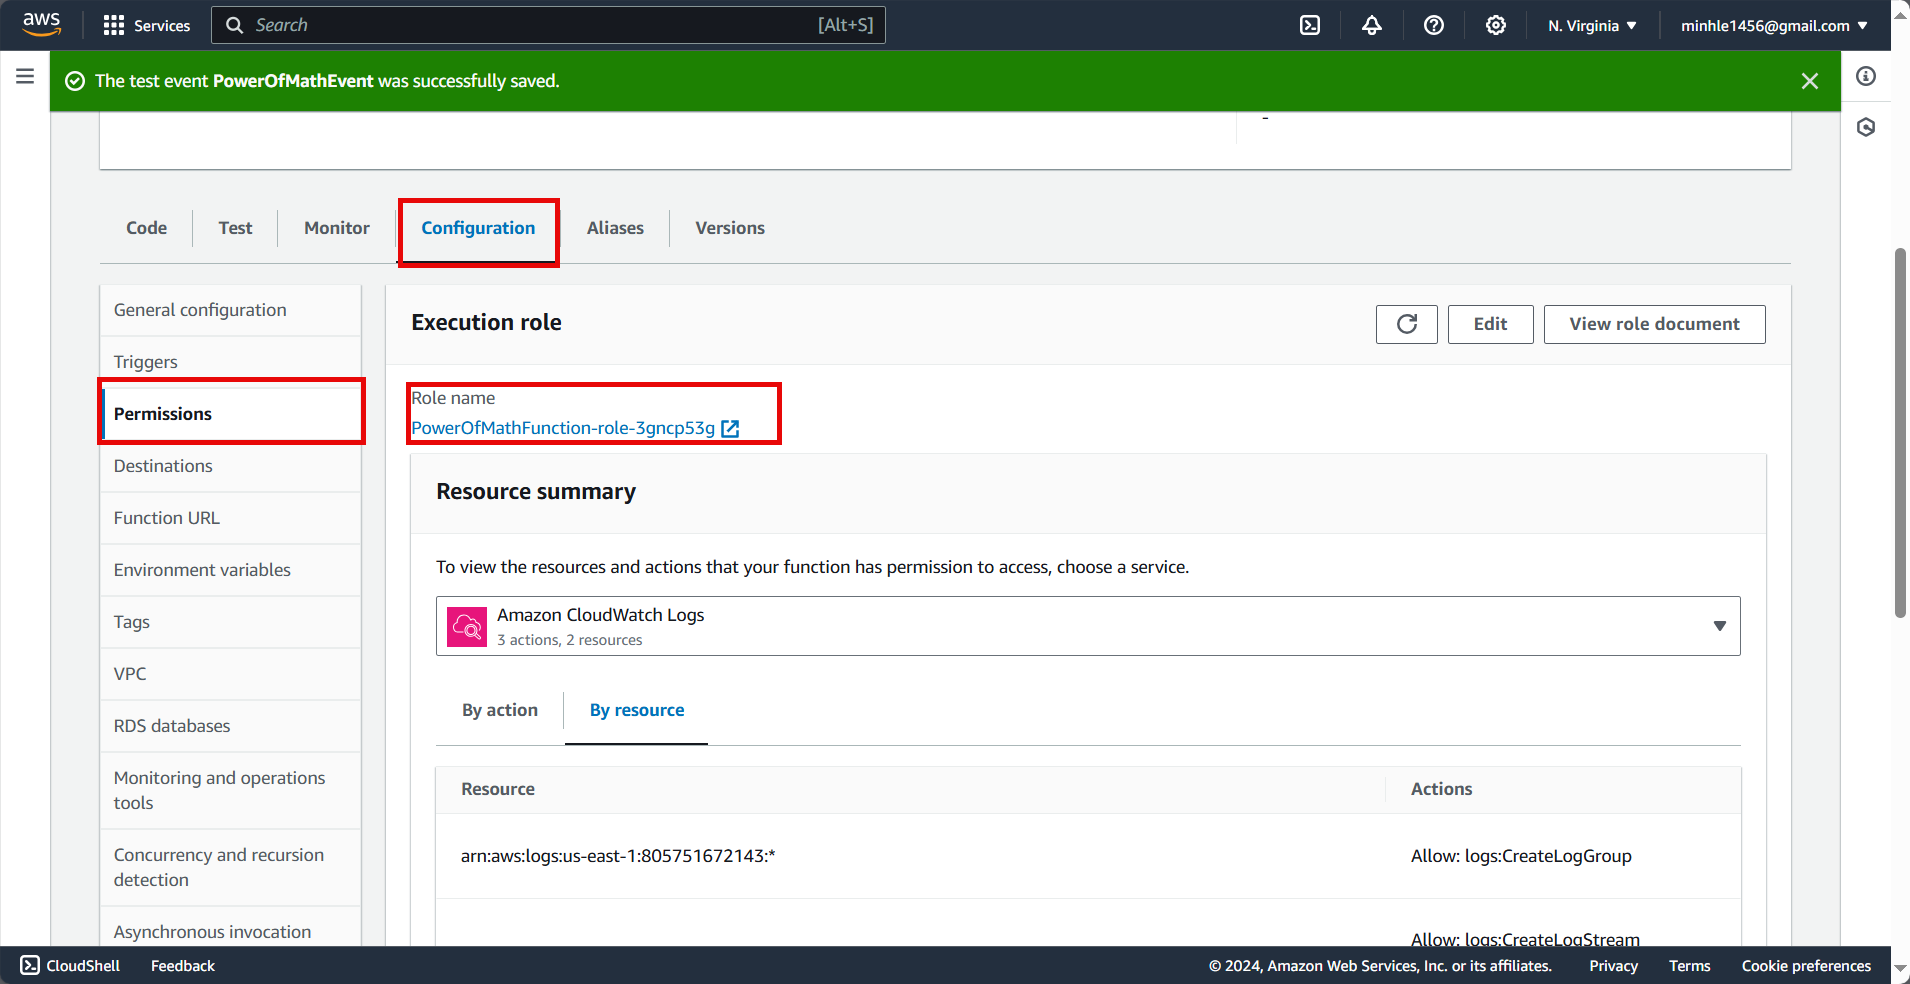 aws
Services
Search
[Alt+S]
N. Virginia
minhle1456@gmail.com
The test event PowerOfMathEvent was successfully saved.
-
Code
Test
Monitor
Configuration
Aliases
Versions
General configuration
Triggers
Permissions
Destinations
Function URL
Environment variables
Tags
VPC
RDS databases
Monitoring and operations
tools
Concurrency and recursion
detection
Asynchronous invocation
Execution role
Edit
View role document
Role name
PowerOfMathFunction-role-3gncp53g
Resource summary
To view the resources and actions that your function has permission to access, choose a service.
Amazon CloudWatch Logs
3 actions, 2 resources
By action
By resource
Resource
Actions
arn:aws:logs:us-east-1:805751672143:*
Allow: logs:CreateLogGroup
Allow: logs:CreateLogStream
CloudShell
Feedback
© 2024, Amazon Web Services, Inc. or its affiliates.
Privacy
Terms
Cookie preferences